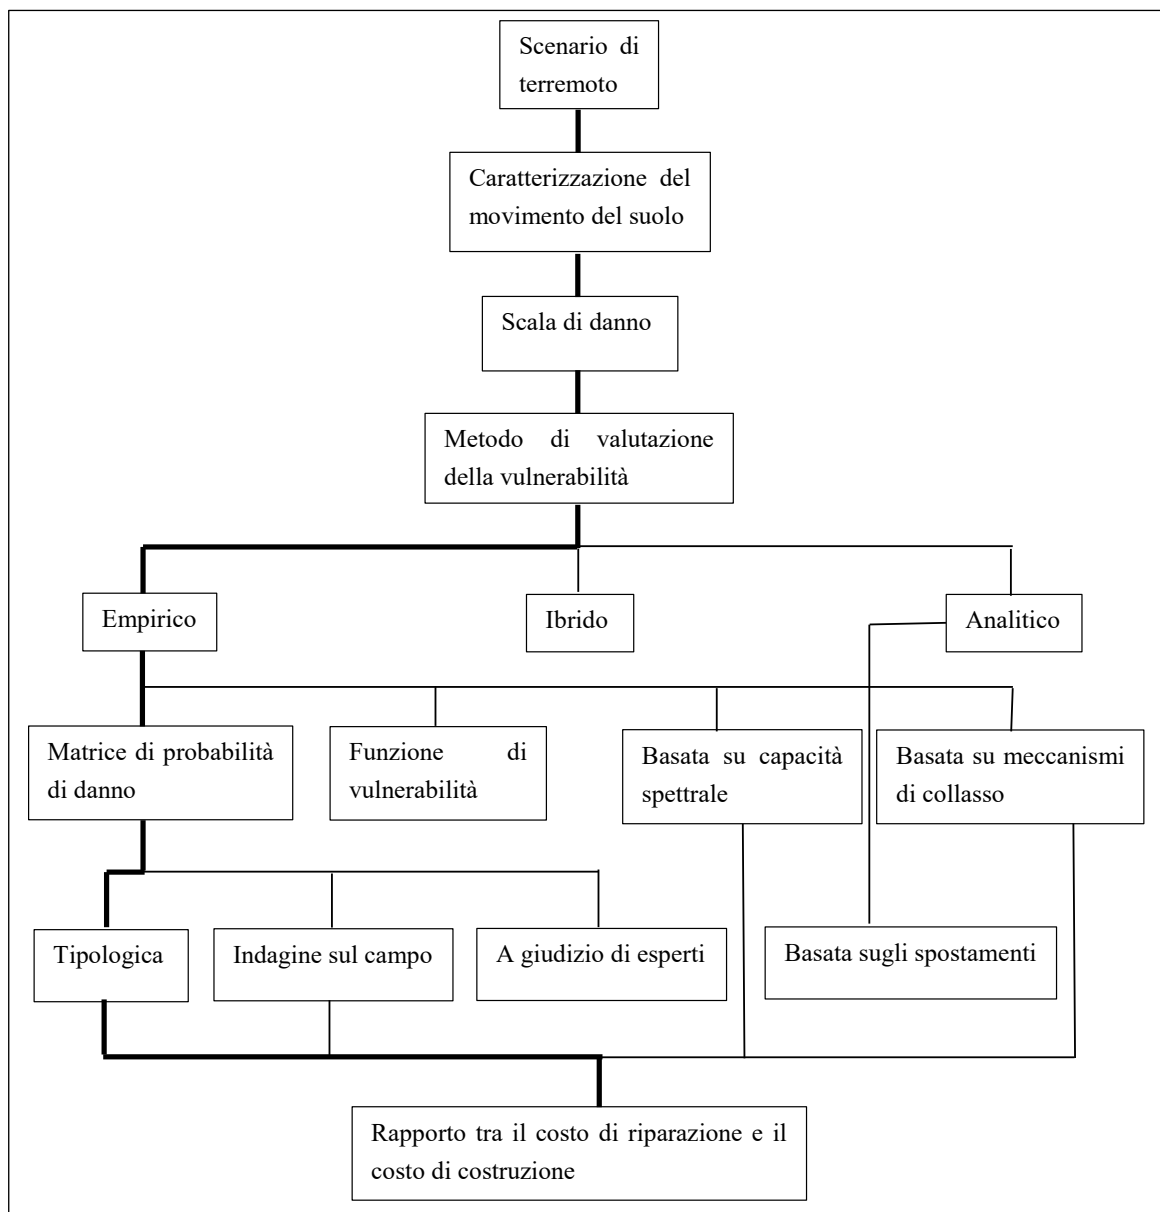 Scenario di
terremoto
Caratterizzazione del
movimento del suolo
Scala di danno
Metodo di valutazione
della vulnerabilità
Empirico
Ibrido
Analitico
Matrice di probabilità
di danno
Funzione di
vulnerabilità
Basata su capacità
spettrale
Basata su meccanismi
di collasso
Tipologica
Indagine sul campo
A giudizio di esperti
Basata sugli spostamenti
Rapporto tra il costo di riparazione e il
costo di costruzione